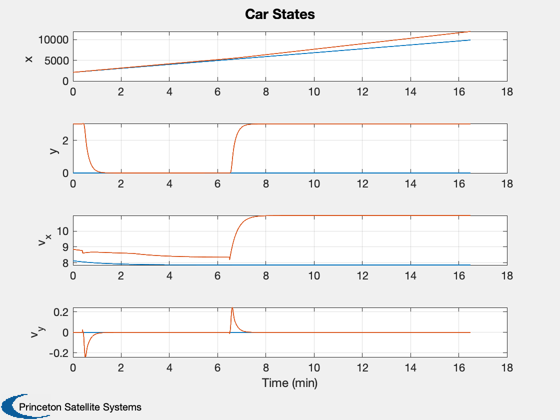 Car States
10000
5000
0
x
0 2 4 6 8 10 12 14 16 18
2
0
y
0 2 4 6 8 10 12 14 16 18
10
9
8
v_x
0 2 4 6 8 10 12 14 16 18
0.2
0
-0.2
v_y
0 2 4 6 8 10 12 14 16 18
Time (min)
Princeton Satellite Systems